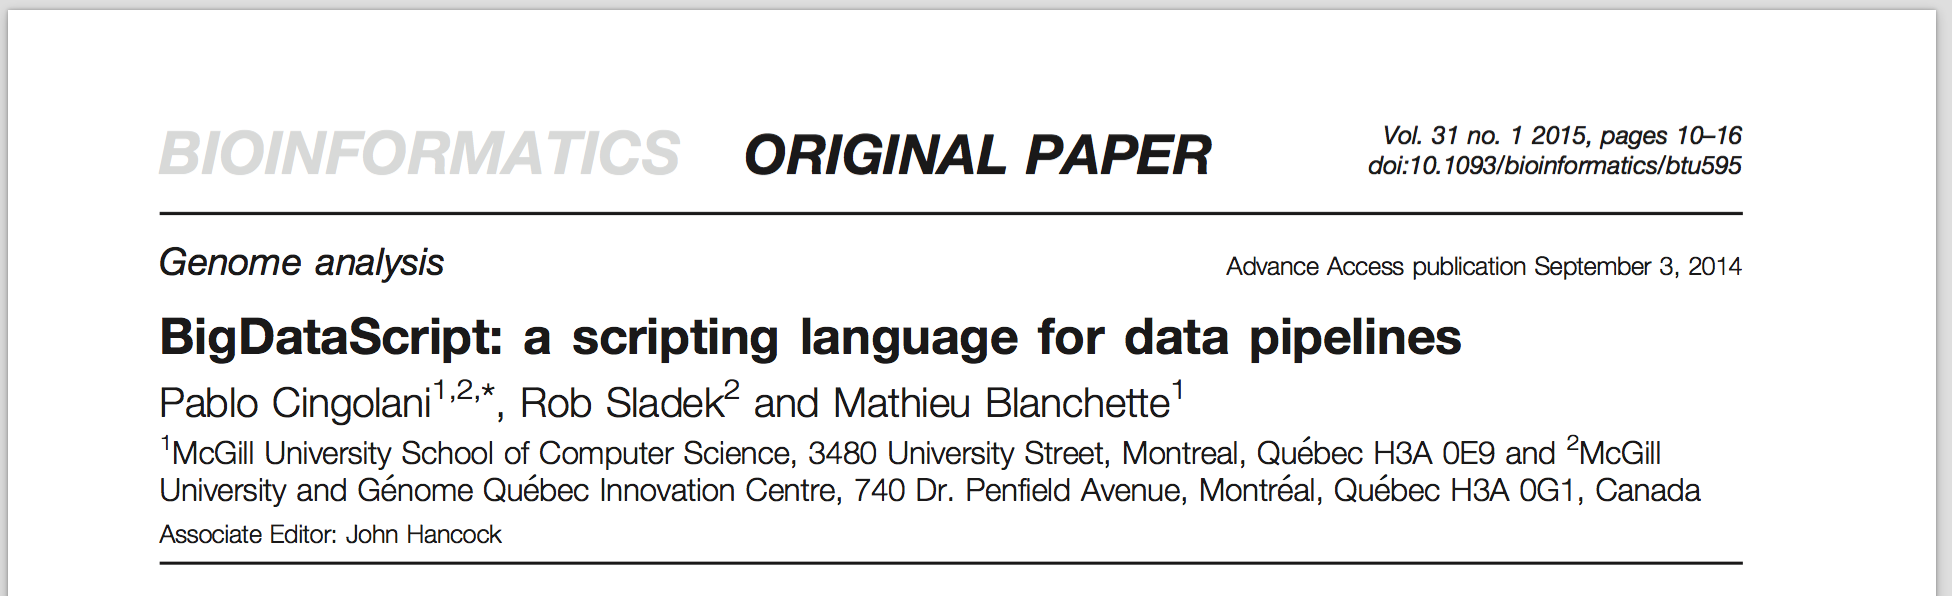 BIOINFORMATICS ORIGINAL PAPER
Vol. 31 no. 1 2015, pages 10–16
doi:10.1093/bioinformatics/btu595
Genome analysis
Advance Access publication September 3, 2014
BigDataScript: a scripting language for data pipelines
Pablo Cingolani1,2,*, Rob Sladek2 and Mathieu Blanchette1
1McGill University School of Computer Science, 3480 University Street, Montreal, Québec H3A 0E9 and 2McGill
University and Génome Québec Innovation Centre, 740 Dr. Penfield Avenue, Montréal, Québec H3A 0G1, Canada
Associate Editor: John Hancock